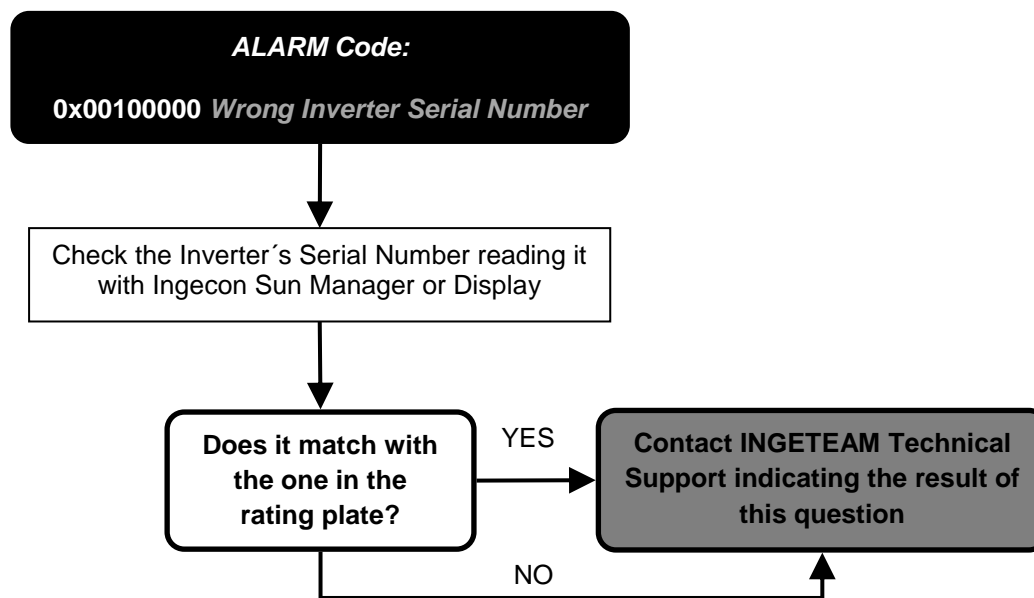 ALARM Code:
0x00100000 Wrong Inverter Serial Number
Check the Inverter´s Serial Number reading it
with Ingecon Sun Manager or Display
Does it match with
the one in the
rating plate?
YES
Contact INGETEAM Technical
Support indicating the result of
this question
NO